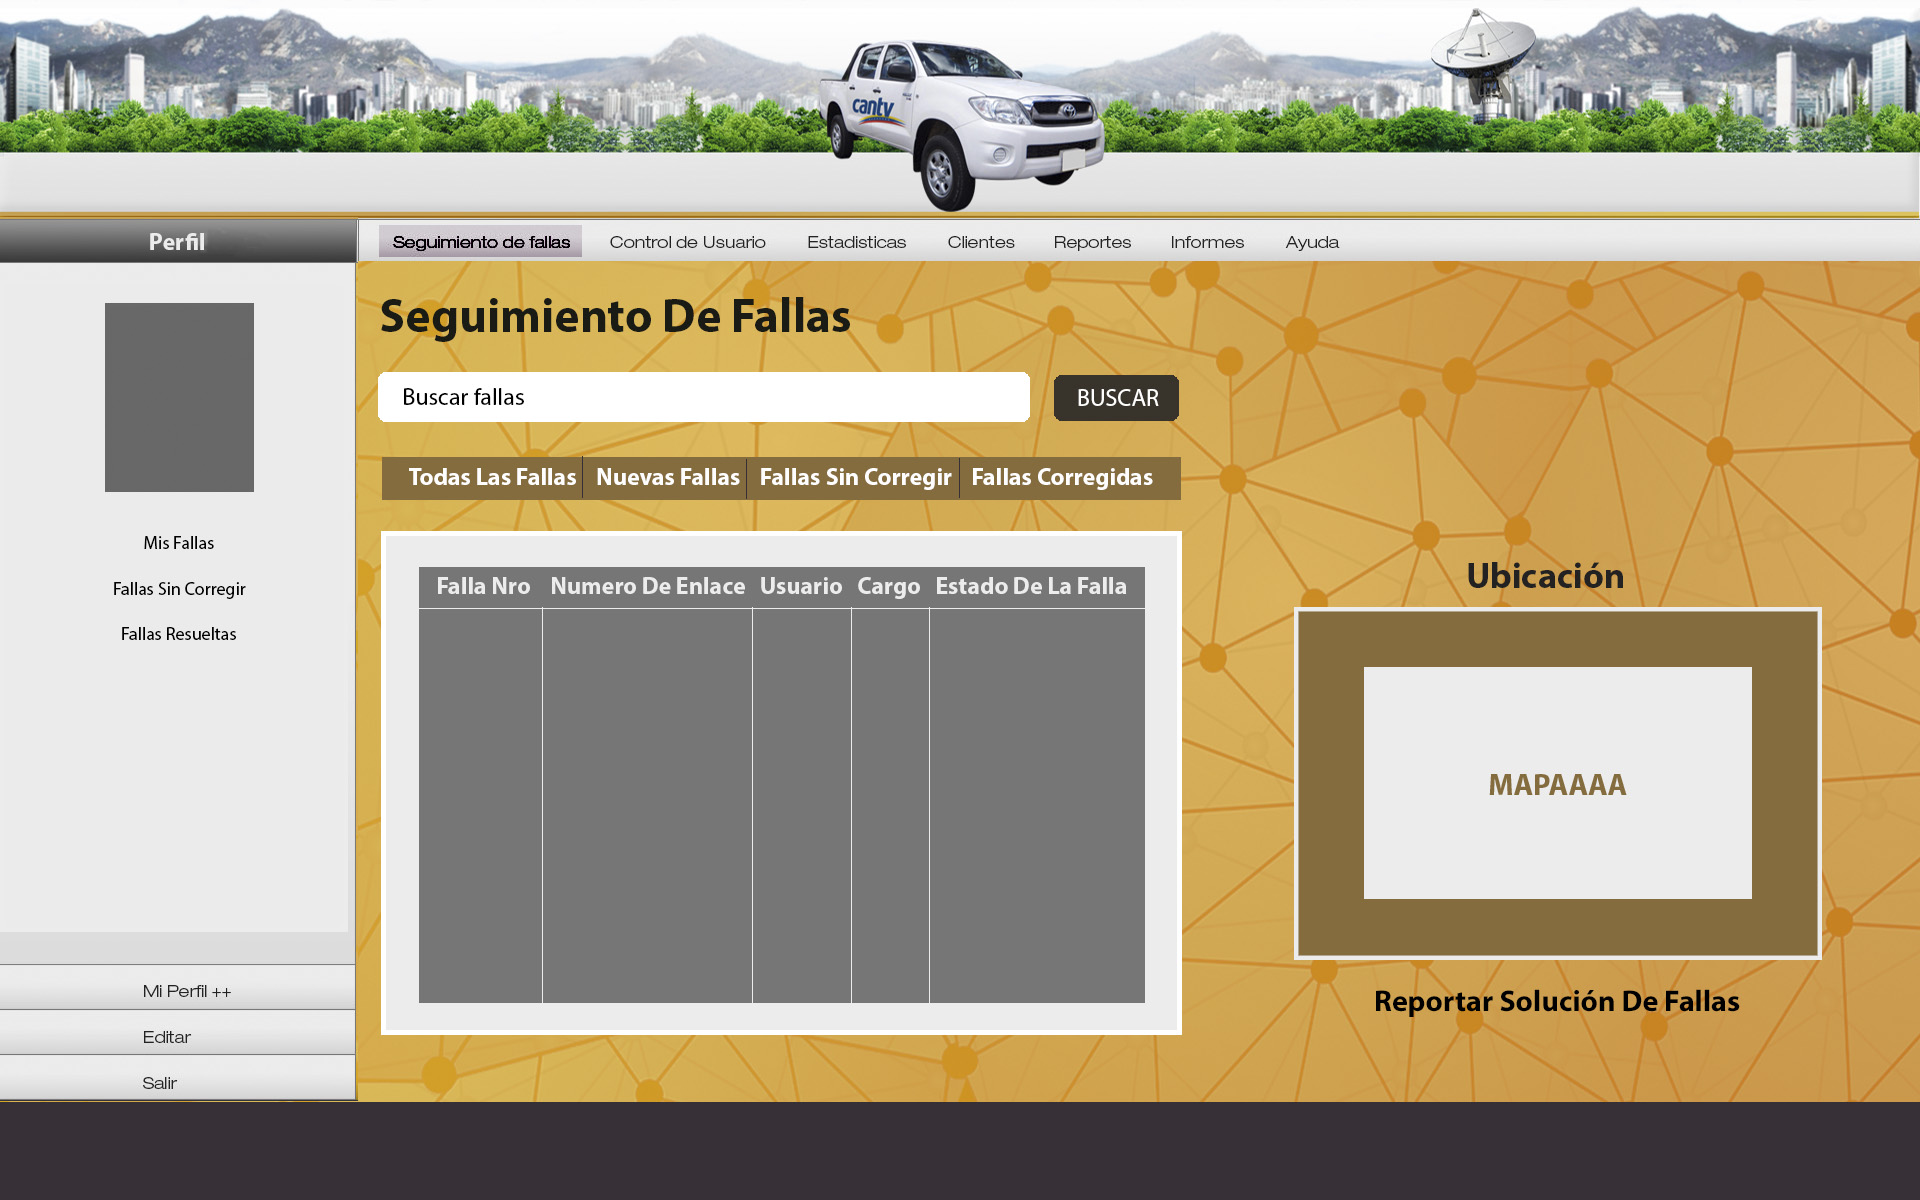 cantv
Perfil
Seguimiento de fallas Control de Usuario Estadisticas Clientes Reportes Informes Ayuda
Seguimiento De Fallas
Buscar fallas BUSCAR
Todas Las Fallas Nuevas Fallas Fallas Sin Corregir Fallas Corregidas
Mis Fallas
Fallas Sin Corregir
Fallas Resueltas
Falla Nro Numero De Enlace Usuario Cargo Estado De La Falla
Ubicación
MAPAAAA
Reportar Solución De Fallas
Mi Perfil ++
Editar
Salir